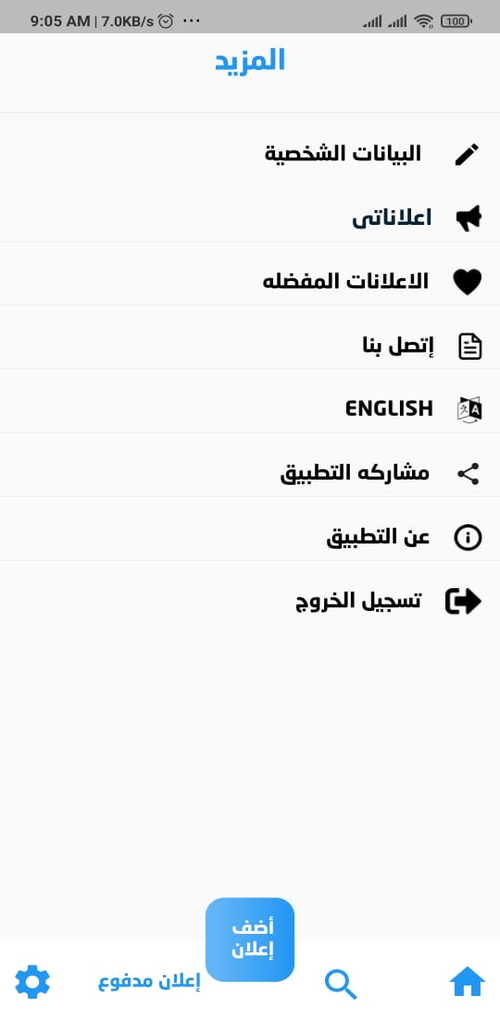 9:05 AM | 7.0KB/s ... 100
المزيد
البيانات الشخصية
اعلاناتى
الاعلانات المفضله
إتصل بنا
ENGLISH
مشاركه التطبيق
عن التطبيق
تسجيل الخروج
أضف
إعلان
إعلان مدفوع